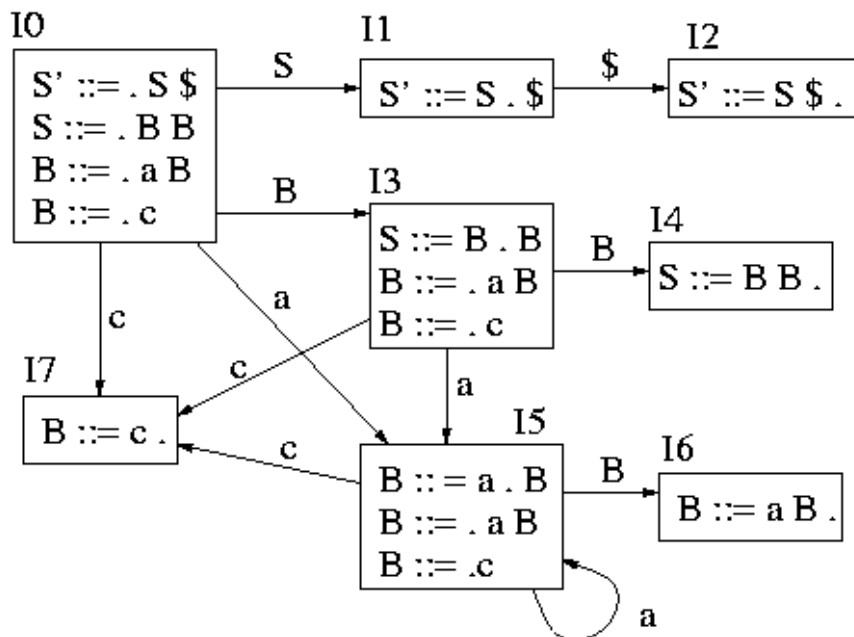 I0
S' ::= . S $
S ::= . B B
B ::= . a B
B ::= . c
S
I1
S' ::= S . $
$
I2
S' ::= S $ .
B
I3
S ::= B . B
B ::= . a B
B ::= . c
B
I4
S ::= B B .
c
a
c
a
I7
B ::= c .
c
I5
B :: = a . B
B ::= . a B
B ::= .c
B
I6
B ::= a B .
a